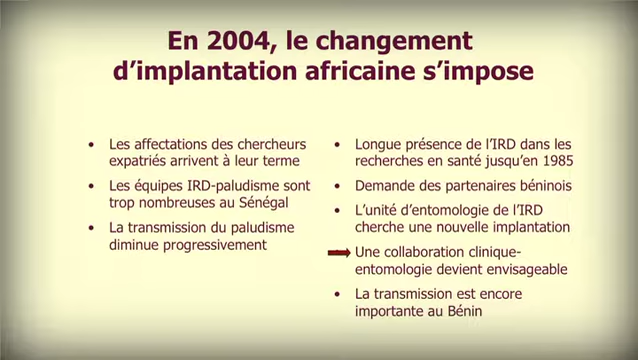 En 2004, le changement
d’implantation africaine s’impose
• Les affectations des chercheurs
expatriés arrivent à leur terme
• Les équipes IRD-paludisme sont
trop nombreuses au Sénégal
• La transmission du paludisme
diminue progressivement
• Longue présence de l’IRD dans les
recherches en santé jusqu’en 1985
• Demande des partenaires béninois
• L’unité d’entomologie de l’IRD
cherche une nouvelle implantation
Une collaboration clinique-
entomologie devient envisageable
• La transmission est encore
importante au Bénin